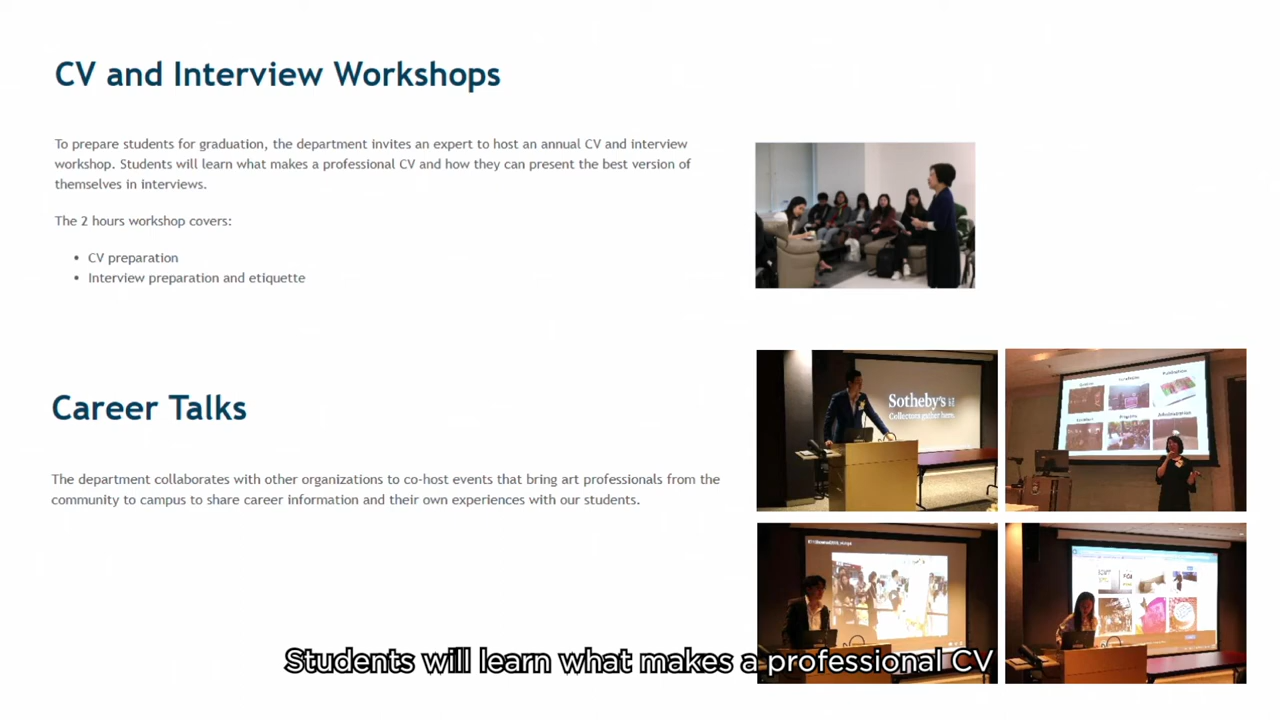 CV and Interview Workshops
To prepare students for graduation, the department invites an expert to host an annual CV and interview
workshop. Students will learn what makes a professional CV and how they can present the best version of
themselves in interviews.
The 2 hours workshop covers:
• CV preparation
• Interview preparation and etiquette
Career Talks
The department collaborates with other organizations to co-host events that bring art professionals from the
community to campus to share career information and their own experiences with our students.
Sotheby's
Collectors gather here.
Students will learn what makes a professional CV